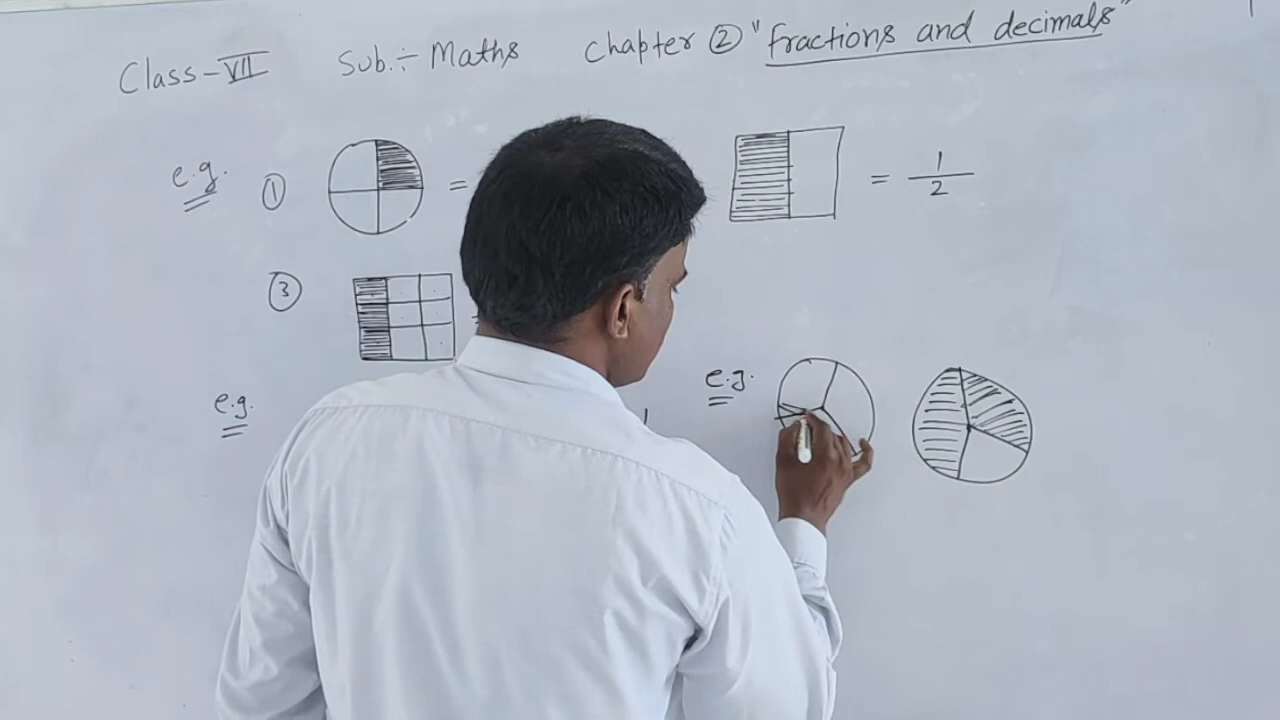 Class-VII Sub.÷ Maths Chapter ② "fractions and decimals"
e.g. ① = = 1/2
③
e.g. e.g.